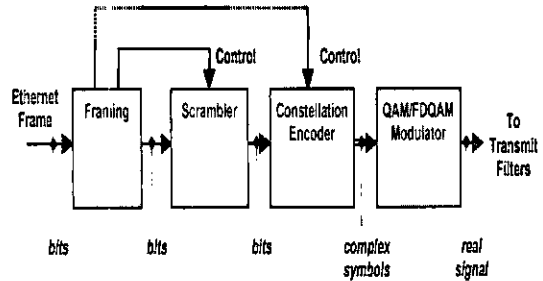 Control
Control
Ethernet
Frame
Framing
Scrambler
Constellation
Encoder
QAM/FDQAM
Modulator
To
Transmit
Filters
bits
bits
bits
complex
symbols
real
signal